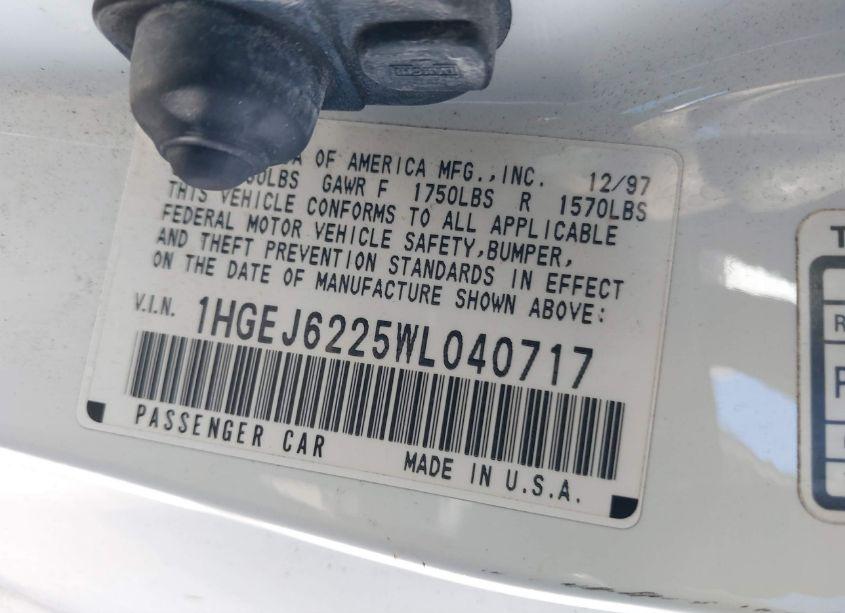 A OF AMERICA MFG.,INC. 12/97
0LBS GAWR F 1750LBS R 1570LBS
THIS VEHICLE CONFORMS TO ALL APPLICABLE
FEDERAL MOTOR VEHICLE SAFETY,BUMPER,
AND THEFT PREVENTION STANDARDS IN EFFECT
ON THE DATE OF MANUFACTURE SHOWN ABOVE:
V.I.N. 1HGEJ6225WL040717
PASSENGER CAR MADE IN U.S.A.
T
R
P